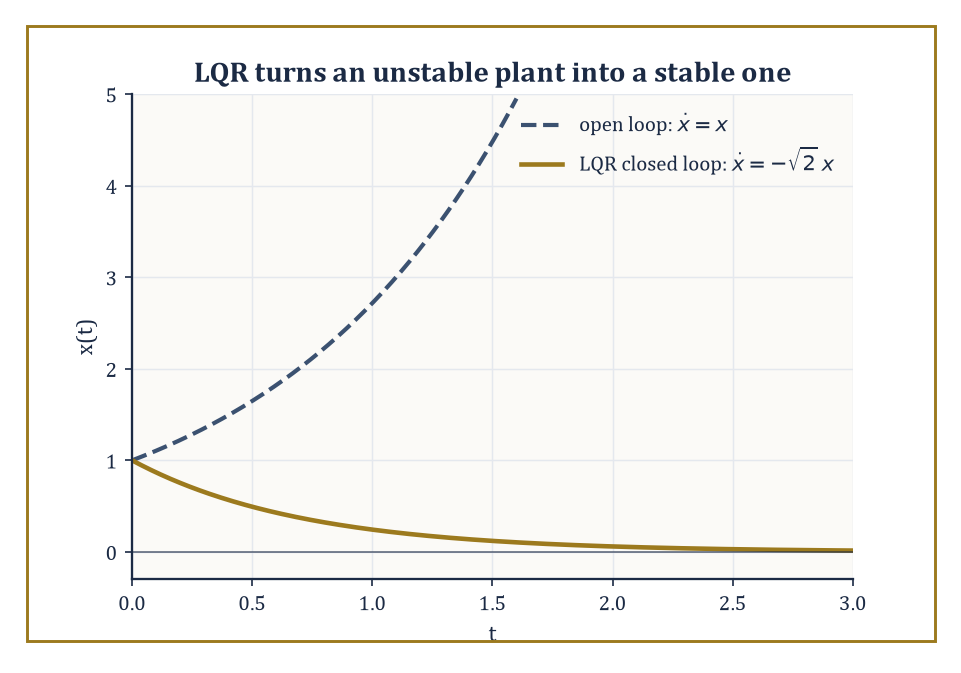 LQR turns an unstable plant into a stable one
open loop: ẋ = x
LQR closed loop: ẋ = −√2 x
x(t)
5
4
3
2
1
0
0.0 0.5 1.0 1.5 2.0 2.5 3.0
t